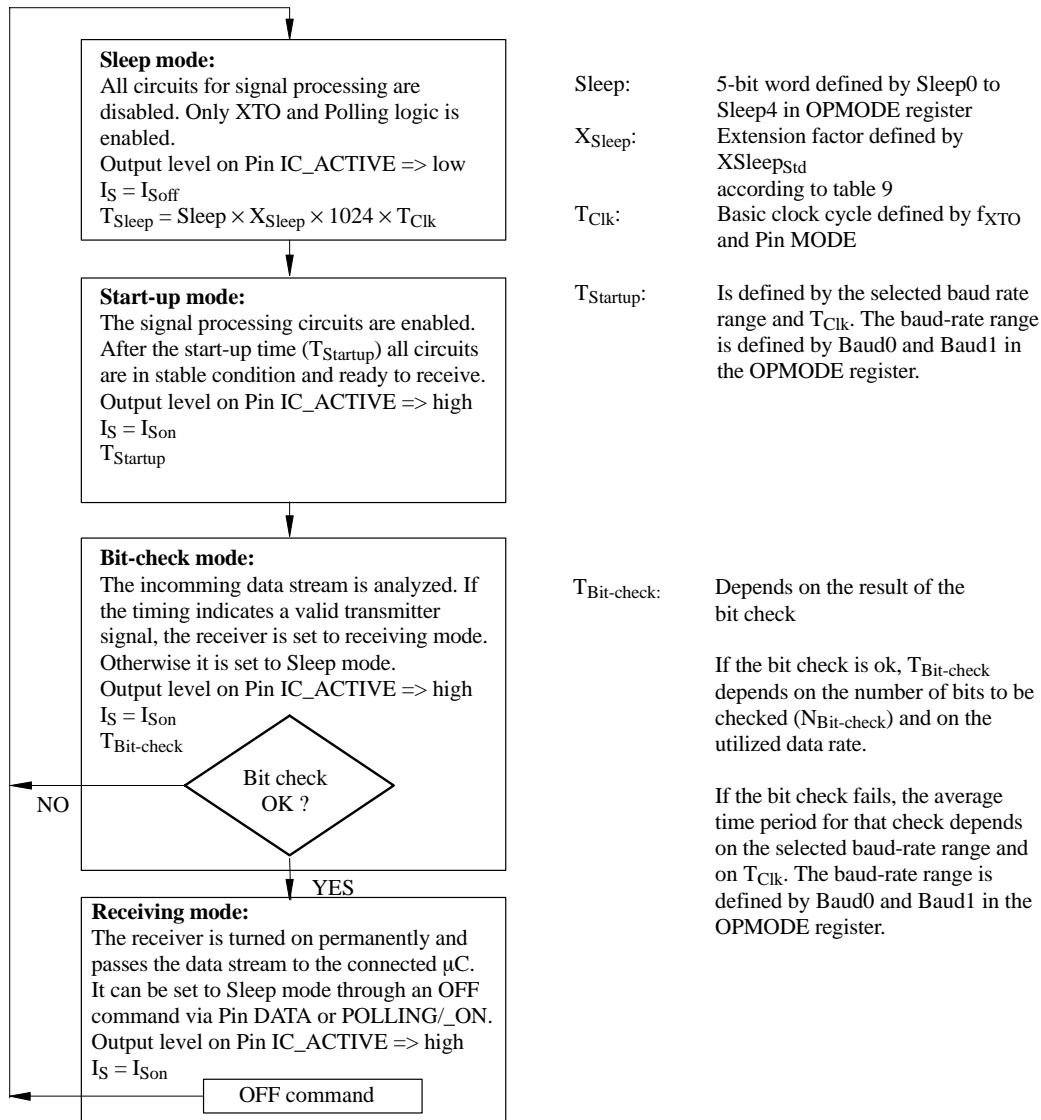 Sleep mode:
All circuits for signal processing are
disabled. Only XTO and Polling logic is
enabled.
Output level on Pin IC_ACTIVE => low
IS = ISoff
TSleep = Sleep × XSleep × 1024 × TClk
Sleep:
5-bit word defined by Sleep0 to
Sleep4 in OPMODE register
XSleep:
Extension factor defined by
XSleepStd
according to table 9
TClk:
Basic clock cycle defined by fXTO
and Pin MODE
Start-up mode:
The signal processing circuits are enabled.
After the start-up time (TStartup) all circuits
are in stable condition and ready to receive.
Output level on Pin IC_ACTIVE => high
IS = ISon
TStartup
TStartup:
Is defined by the selected baud rate
range and TClk. The baud-rate range
is defined by Baud0 and Baud1 in
the OPMODE register.
Bit-check mode:
The incomming data stream is analyzed. If
the timing indicates a valid transmitter
signal, the receiver is set to receiving mode.
Otherwise it is set to Sleep mode.
Output level on Pin IC_ACTIVE => high
IS = ISon
TBit-check
Bit check
OK ?
NO
YES
TBit-check:
Depends on the result of the
bit check
If the bit check is ok, TBit-check
depends on the number of bits to be
checked (NBit-check) and on the
utilized data rate.
If the bit check fails, the average
time period for that check depends
on the selected baud-rate range and
on TClk. The baud-rate range is
defined by Baud0 and Baud1 in the
OPMODE register.
Receiving mode:
The receiver is turned on permanently and
passes the data stream to the connected µC.
It can be set to Sleep mode through an OFF
command via Pin DATA or POLLING/_ON.
Output level on Pin IC_ACTIVE => high
IS = ISon
OFF command